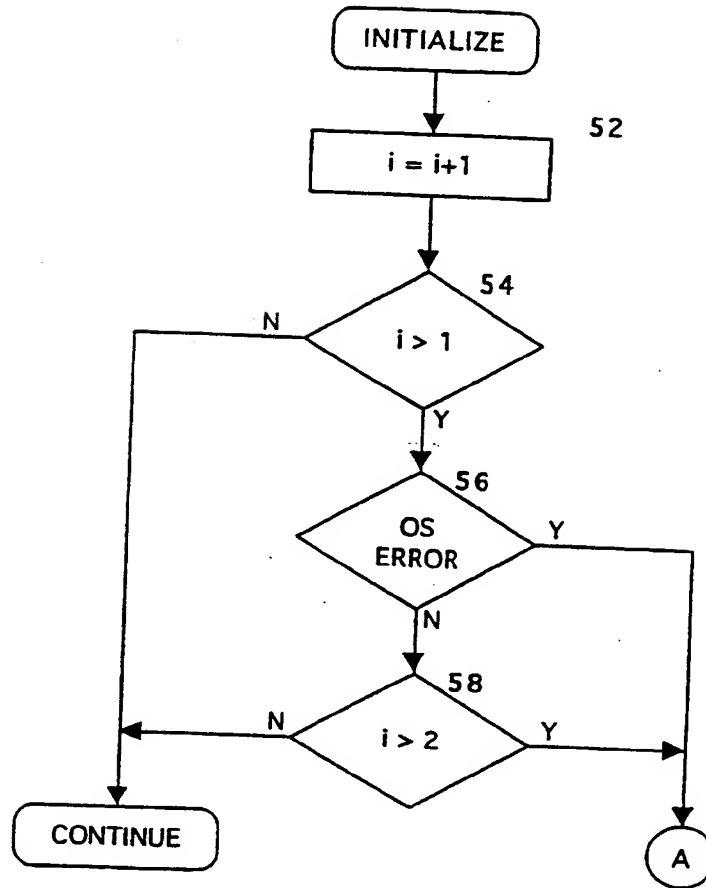 INITIALIZE
52
i = i+1
54
N
i > 1
Y
56
OS
ERROR
Y
N
58
N
i > 2
Y
CONTINUE
A